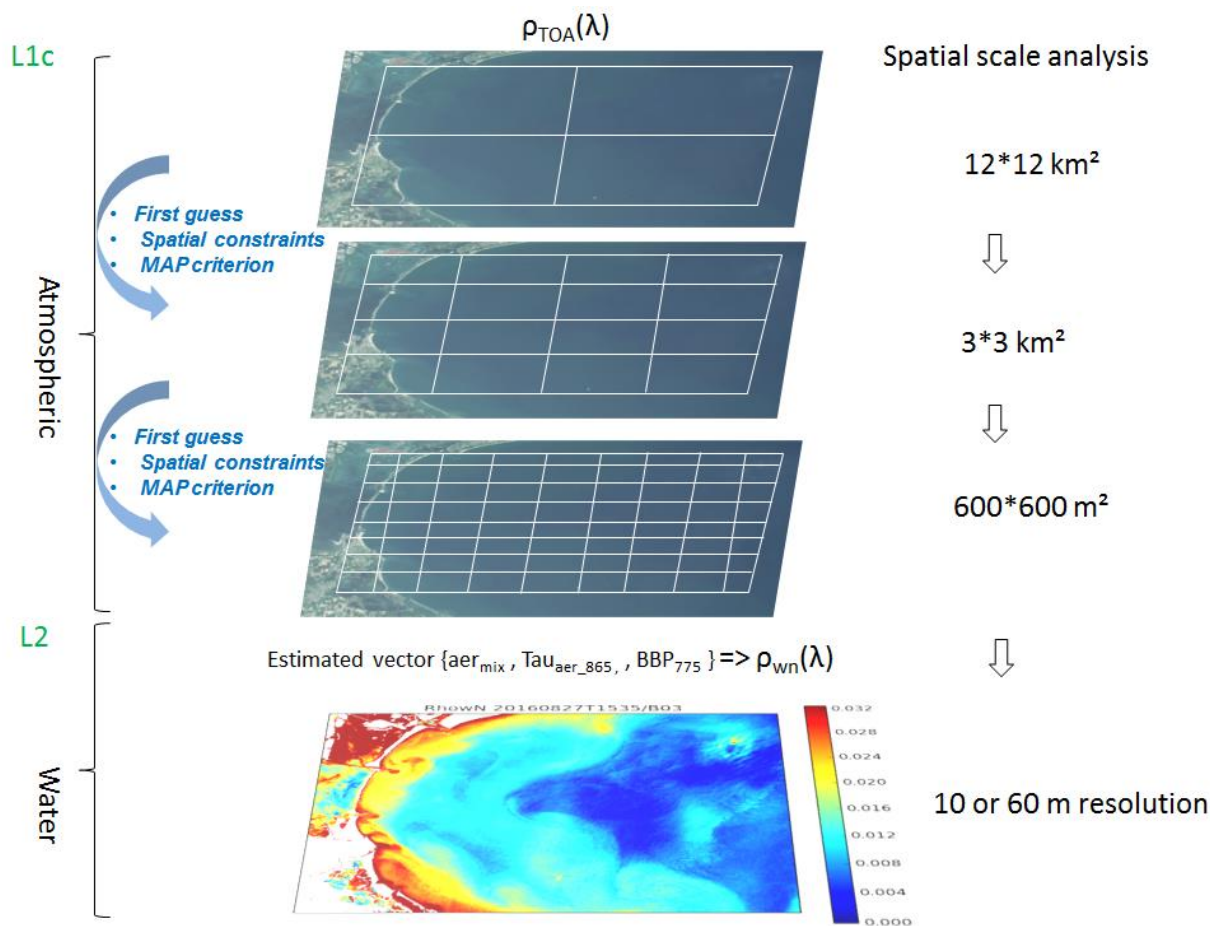 ρTOA(λ)
L1c
Spatial scale analysis
12*12 km²
• First guess
• Spatial constraints
• MAP criterion
Atmospheric
3*3 km²
• First guess
• Spatial constraints
• MAP criterion
600*600 m²
L2
Estimated vector {aermix , Tauaer_865, , BBP775 } => ρwn(λ)
RhowN 20160827T1535/B03
0.032
0.028
0.024
0.020
0.016
0.012
0.008
0.004
0.000
Water
10 or 60 m resolution